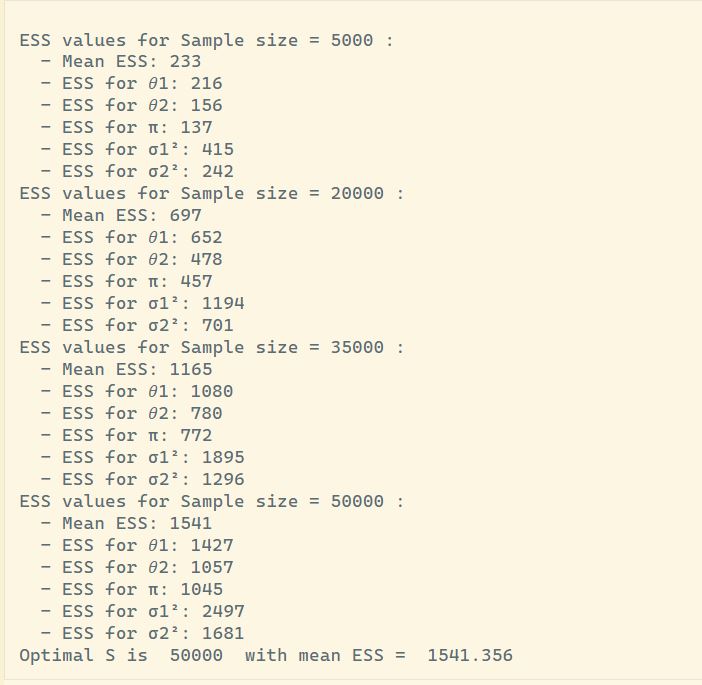 ESS values for Sample size = 5000 :
  - Mean ESS: 233
  - ESS for θ1: 216
  - ESS for θ2: 156
  - ESS for π: 137
  - ESS for σ1²: 415
  - ESS for σ2²: 242
ESS values for Sample size = 20000 :
  - Mean ESS: 697
  - ESS for θ1: 652
  - ESS for θ2: 478
  - ESS for π: 457
  - ESS for σ1²: 1194
  - ESS for σ2²: 701
ESS values for Sample size = 35000 :
  - Mean ESS: 1165
  - ESS for θ1: 1080
  - ESS for θ2: 780
  - ESS for π: 772
  - ESS for σ1²: 1895
  - ESS for σ2²: 1296
ESS values for Sample size = 50000 :
  - Mean ESS: 1541
  - ESS for θ1: 1427
  - ESS for θ2: 1057
  - ESS for π: 1045
  - ESS for σ1²: 2497
  - ESS for σ2²: 1681
Optimal S is  50000  with mean ESS =  1541.356